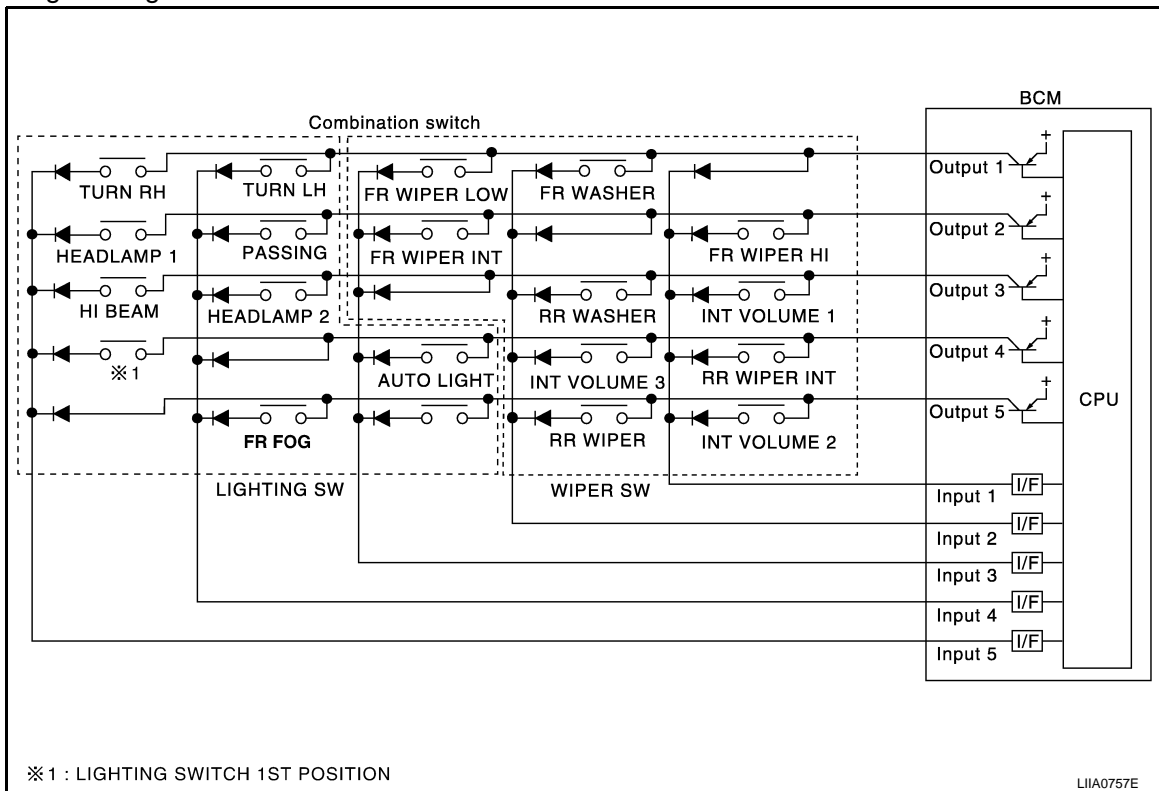 BCM
Combination switch
TURN RH
TURN LH
FR WIPER LOW
FR WASHER
Output 1
+
HEADLAMP 1
PASSING
FR WIPER INT
FR WIPER HI
Output 2
+
HI BEAM
HEADLAMP 2
RR WASHER
INT VOLUME 1
Output 3
+
※1
AUTO LIGHT
INT VOLUME 3
RR WIPER INT
Output 4
+
CPU
FR FOG
RR WIPER
INT VOLUME 2
Output 5
+
LIGHTING SW
WIPER SW
Input 1
I/F
Input 2
I/F
Input 3
I/F
Input 4
I/F
Input 5
I/F
※1 : LIGHTING SWITCH 1ST POSITION
LIIA0757E